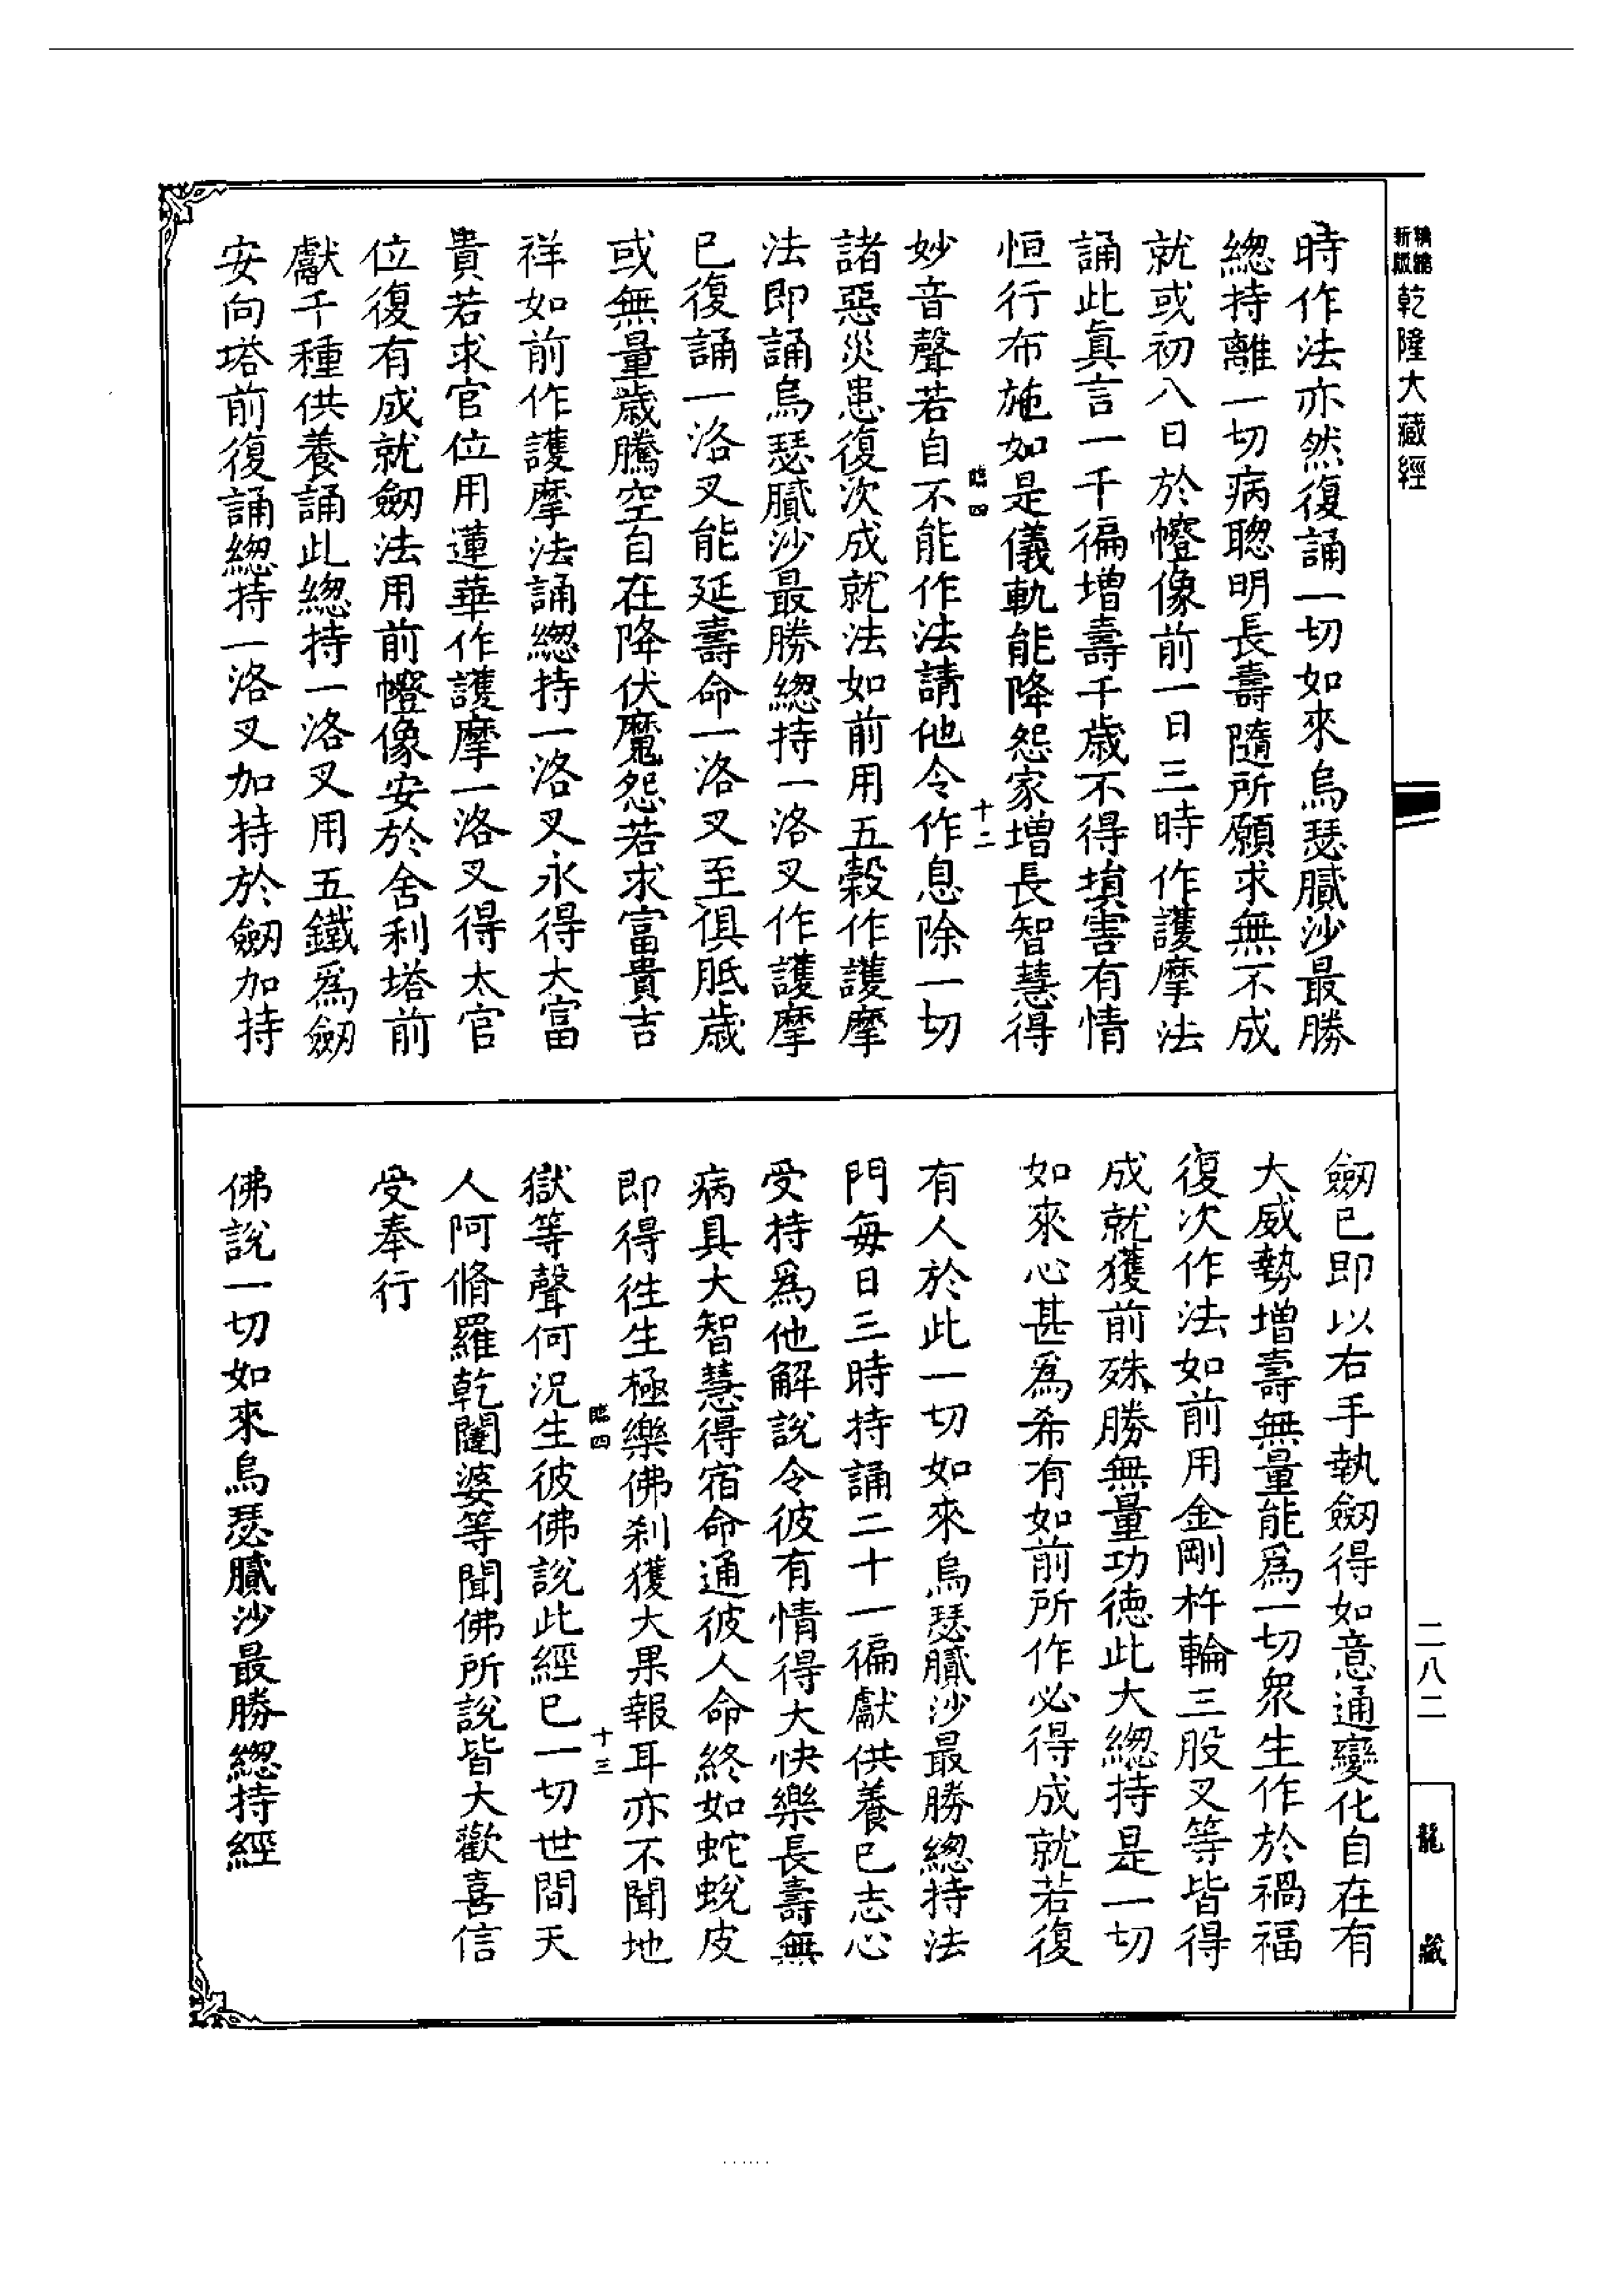 新版精縮乾隆大藏經
時作法亦然復誦一切如來烏瑟膩沙最勝
總持離一切病聰明長壽隨所願求無不成
就或初八日於㡧像前一日三時作護摩法
誦此眞言一千徧增壽千歲不得損害有情
恒行布施如是儀軌能降怨家增長智慧得
臨四 十二
妙音聲若自不能作法請他令作息除一切
諸惡災患復次成就法如前用五穀作護摩
法即誦烏瑟膩沙最勝總持一洛叉作護摩
已復誦一洛叉能延壽命一洛叉至俱胝歲
或無量歲騰空自在降伏魔怨若求富貴吉
祥如前作護摩法誦總持一洛叉永得大富
貴若求官位用蓮華作護摩一洛叉得大官
位復有成就劒法用前㡧像安於舍利塔前
獻千種供養誦此總持一洛叉用五鐵爲劒
安向塔前復誦總持一洛叉加持於劒加持
劒已即以右手執劒得如意通變化自在有
大威勢增壽無量能爲一切衆生作於禍福
復次作法如前用金剛杵輪三股叉等皆得
成就獲前殊勝無量功德此大總持是一切
如來心甚爲希有如前所作必得成就若復
有人於此一切如來烏瑟膩沙最勝總持法
門每日三時持誦二十一徧獻供養已志心
受持爲他解說令彼有情得大快樂長壽無
病具大智慧得宿命通彼人命終如蛇蛻皮
即得往生極樂佛刹獲大果報耳亦不聞地
臨四 十三
獄等聲何況生彼佛說此經已一切世間天
人阿脩羅乾闥婆等聞佛所說皆大歡喜信
受奉行
佛說一切如來烏瑟膩沙最勝總持經
二八二
龍藏